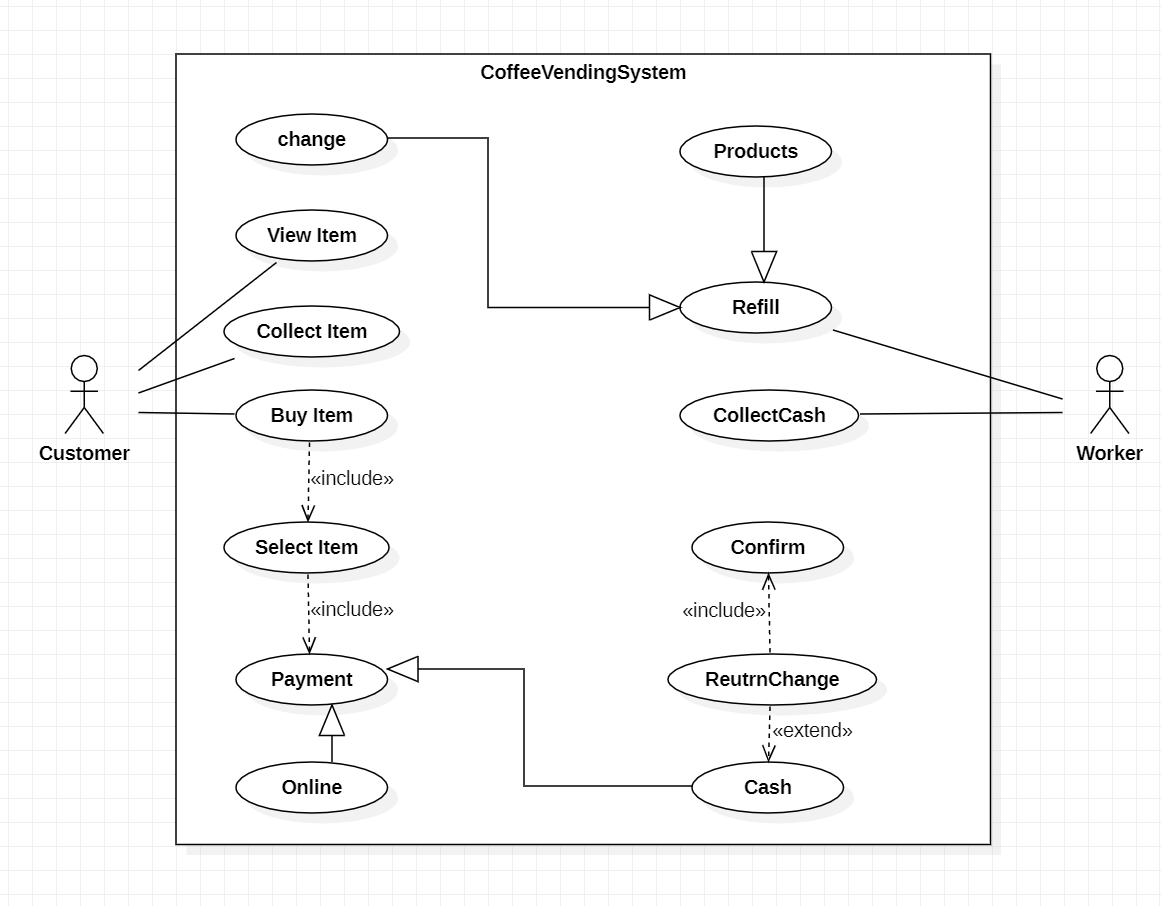 CoffeeVendingSystem
change
Products
View Item
Refill
Collect Item
Buy Item
CollectCash
Customer
Worker
«include»
Select Item
Confirm
«include»
«include»
Payment
ReutrnChange
«extend»
Online
Cash